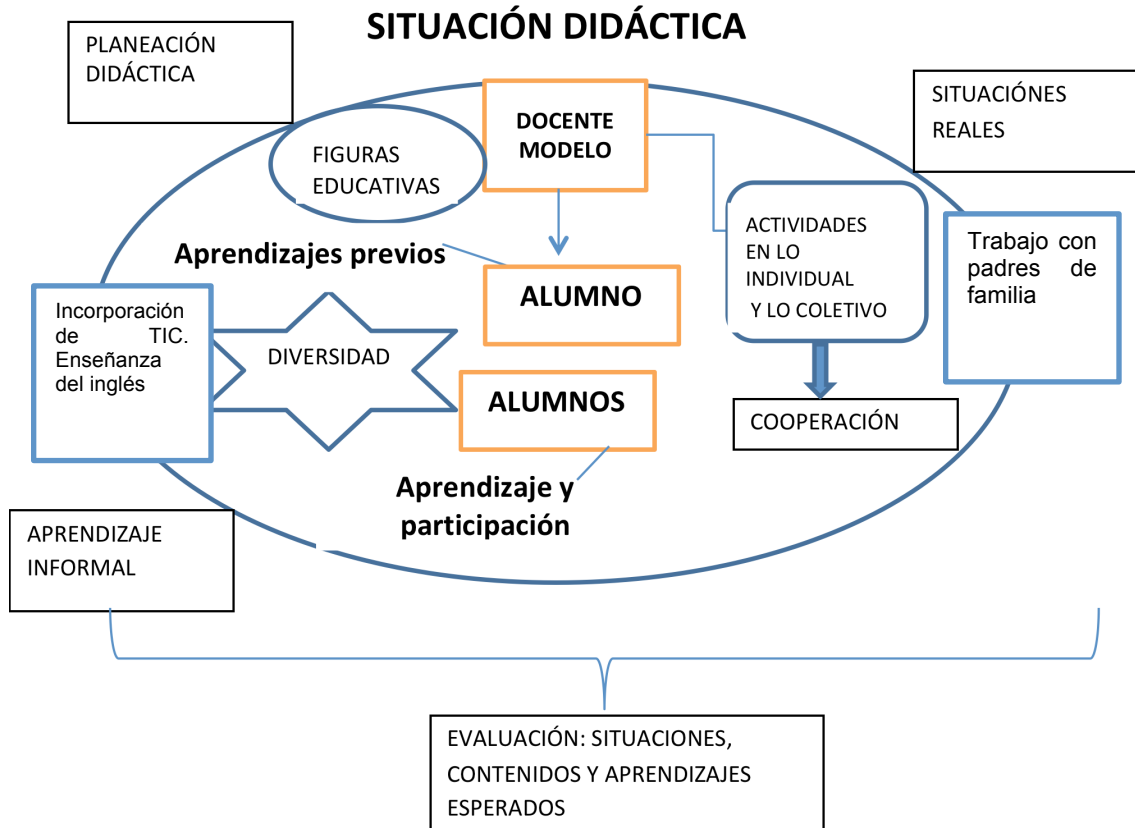 SITUACIÓN DIDÁCTICA
PLANEACIÓN
DIDÁCTICA
SITUACIÓNES
REALES
DOCENTE
MODELO
FIGURAS
EDUCATIVAS
ACTIVIDADES
EN LO
INDIVIDUAL
Y LO COLETIVO
Trabajo con
padres de
familia
Aprendizajes previos
ALUMNO
Incorporación
de TIC.
Enseñanza
del inglés
DIVERSIDAD
ALUMNOS
COOPERACIÓN
Aprendizaje y
participación
APRENDIZAJE
INFORMAL
EVALUACIÓN: SITUACIONES,
CONTENIDOS Y APRENDIZAJES
ESPERADOS